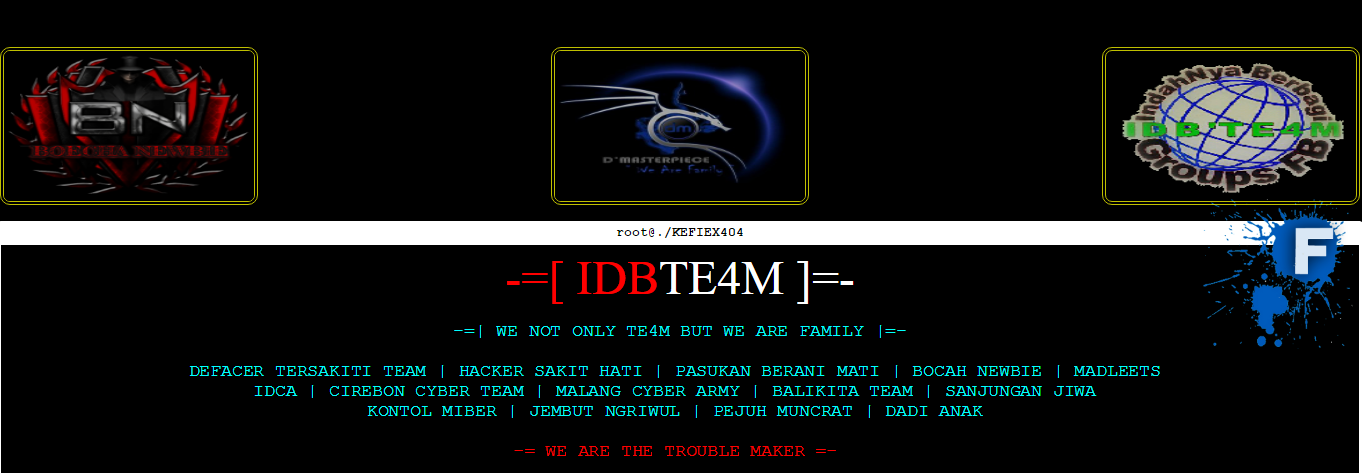 BN
BOECHA NEWBIE
am
D'MASTERPIECE
We Are Family
IndahNya Berbagi
IDB'TE4M
Groups FB
root@./KEFIEX404
F
-=[ IDBTE4M ]=-
-=| WE NOT ONLY TE4M BUT WE ARE FAMILY |=-
DEFACER TERSAKITI TEAM | HACKER SAKIT HATI | PASUKAN BERANI MATI | BOCAH NEWBIE | MADLEETS
IDCA | CIREBON CYBER TEAM | MALANG CYBER ARMY | BALIKITA TEAM | SANJUNGAN JIWA
KONTOL MIBER | JEMBUT NGRIWUL | PEJUH MUNCRAT | DADI ANAK
-= WE ARE THE TROUBLE MAKER =-